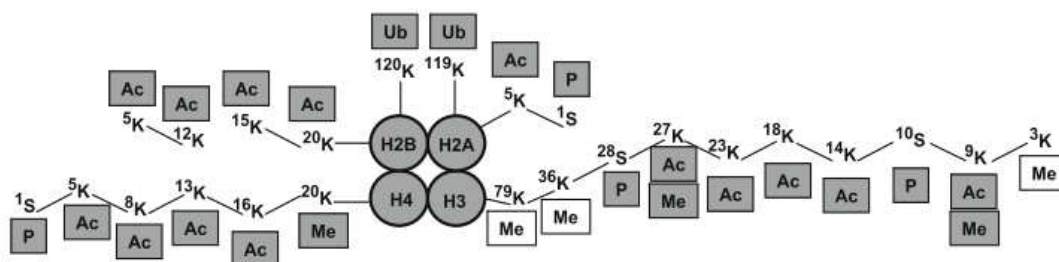 Ub Ub
Ac P
120K 119K
Ac Ac Ac Ac
5K 12K 15K 20K H2B H2A 5K 1S
1S 5K 8K 13K 16K 20K H4 H3 79K 36K 28S 27K 23K 18K 14K 10S 9K 3K
P Ac Ac Ac Ac Me Me Me P Ac Ac Ac Ac P Ac Me
Me Me